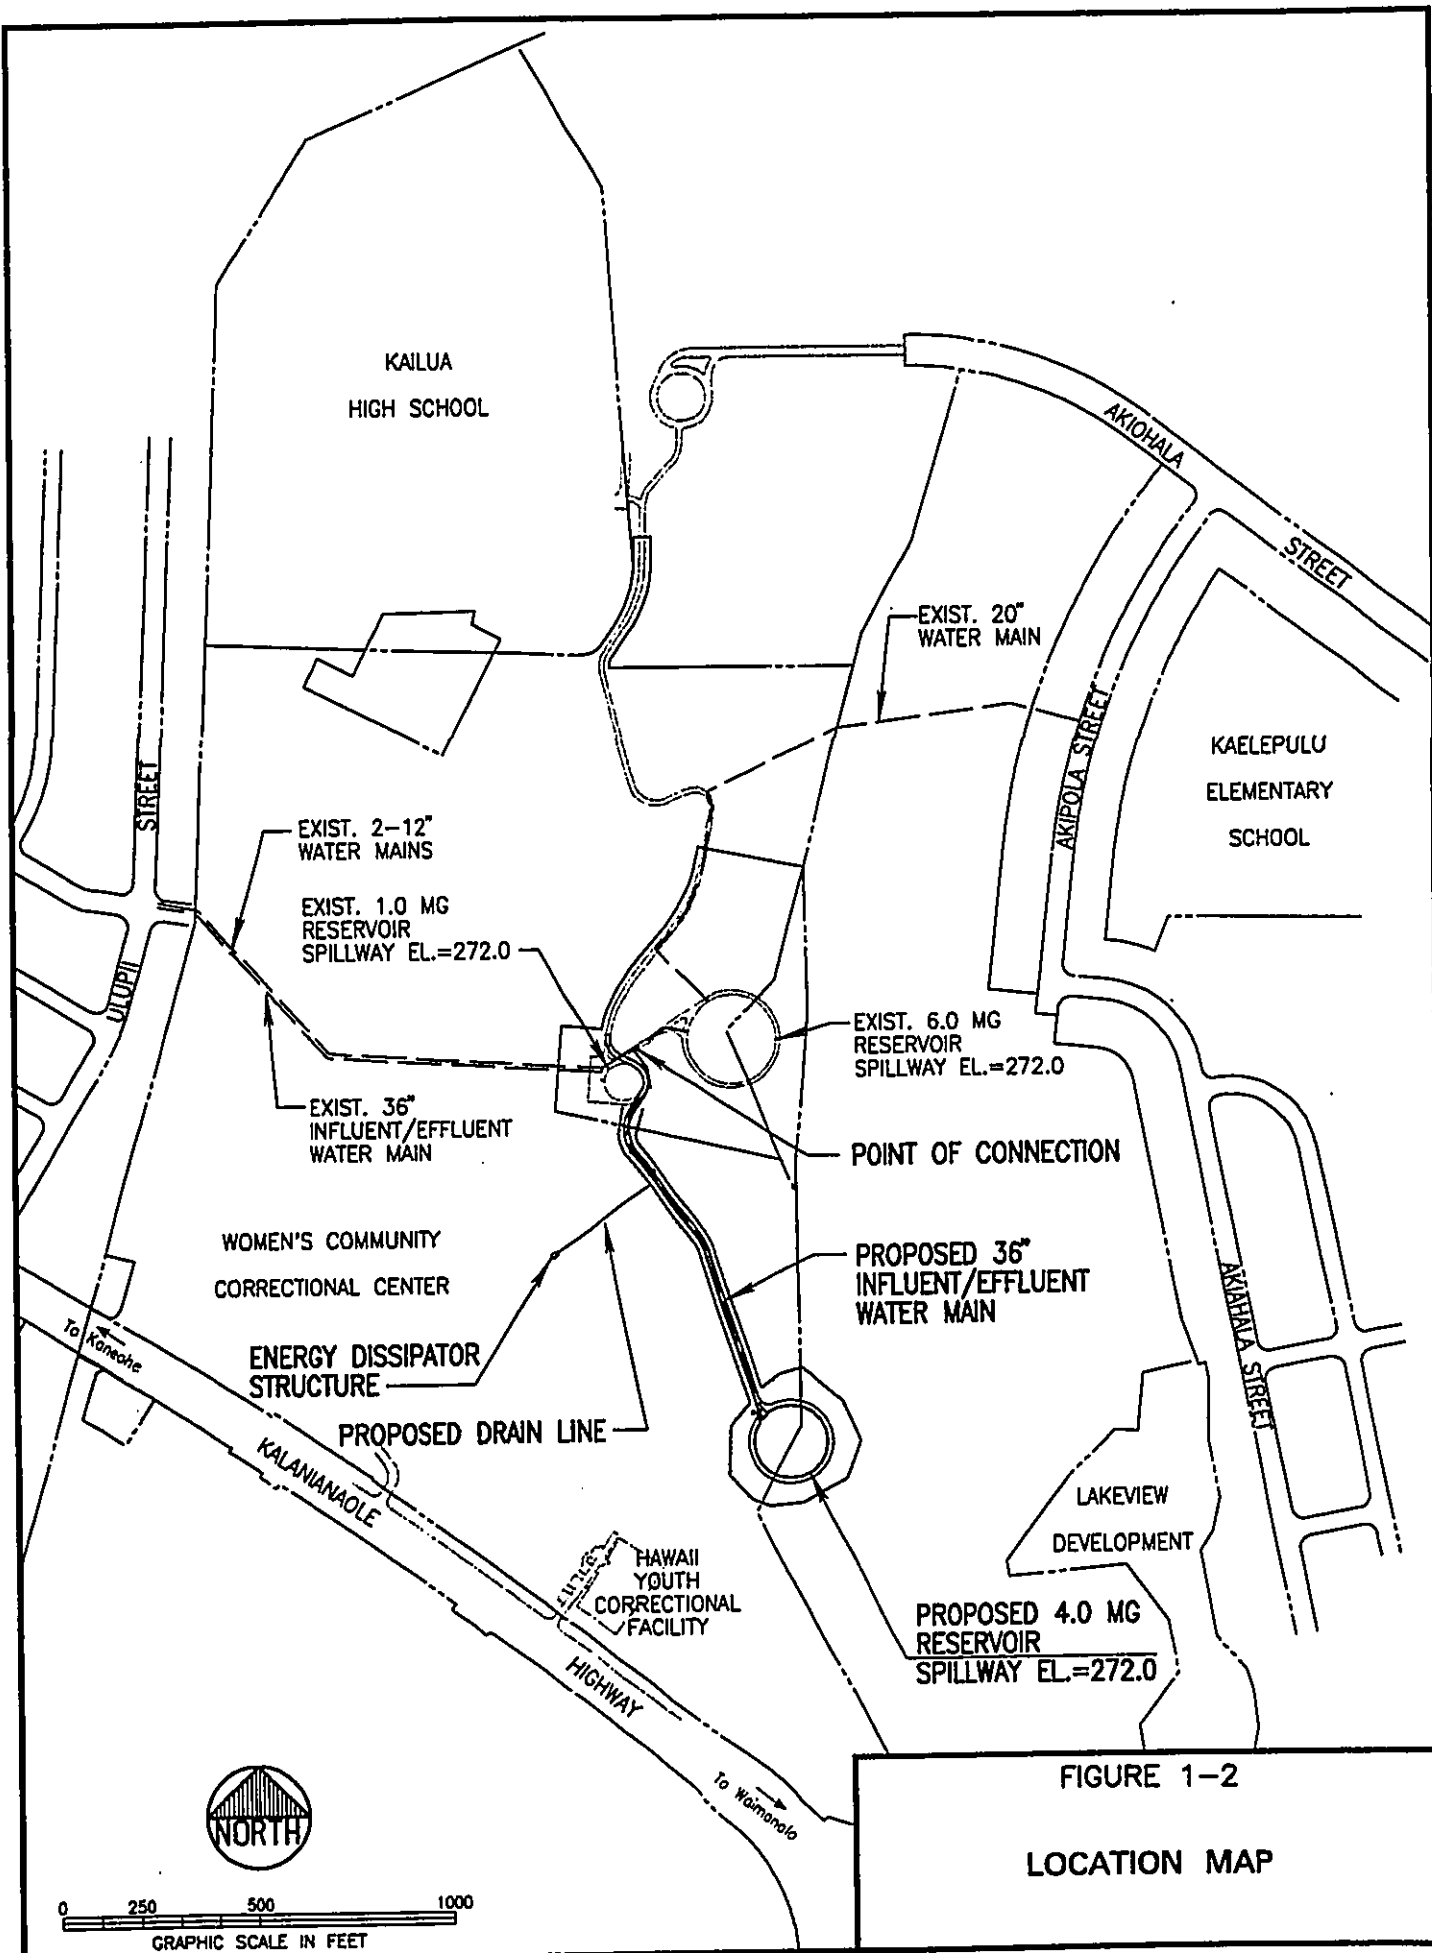 KAILUA
HIGH SCHOOL
AKIOHALA
STREET
EXIST. 20"
WATER MAIN
AKIPOLA STREET
KAELEPULU
ELEMENTARY
SCHOOL
STREET
EXIST. 2-12"
WATER MAINS
EXIST. 1.0 MG
RESERVOIR
SPILLWAY EL.=272.0
ULUPII
EXIST. 6.0 MG
RESERVOIR
SPILLWAY EL.=272.0
EXIST. 36"
INFLUENT/EFFLUENT
WATER MAIN
POINT OF CONNECTION
WOMEN'S COMMUNITY
CORRECTIONAL CENTER
PROPOSED 36"
INFLUENT/EFFLUENT
WATER MAIN
AKIAHALA STREET
To Kaneohe
ENERGY DISSIPATOR
STRUCTURE
PROPOSED DRAIN LINE
KALANIANAOLE
LAKEVIEW
DEVELOPMENT
HAWAII
YOUTH
CORRECTIONAL
FACILITY
PROPOSED 4.0 MG
RESERVOIR
SPILLWAY EL.=272.0
HIGHWAY
To Waimanalo
NORTH
0 250 500 1000
GRAPHIC SCALE IN FEET
FIGURE 1-2
LOCATION MAP